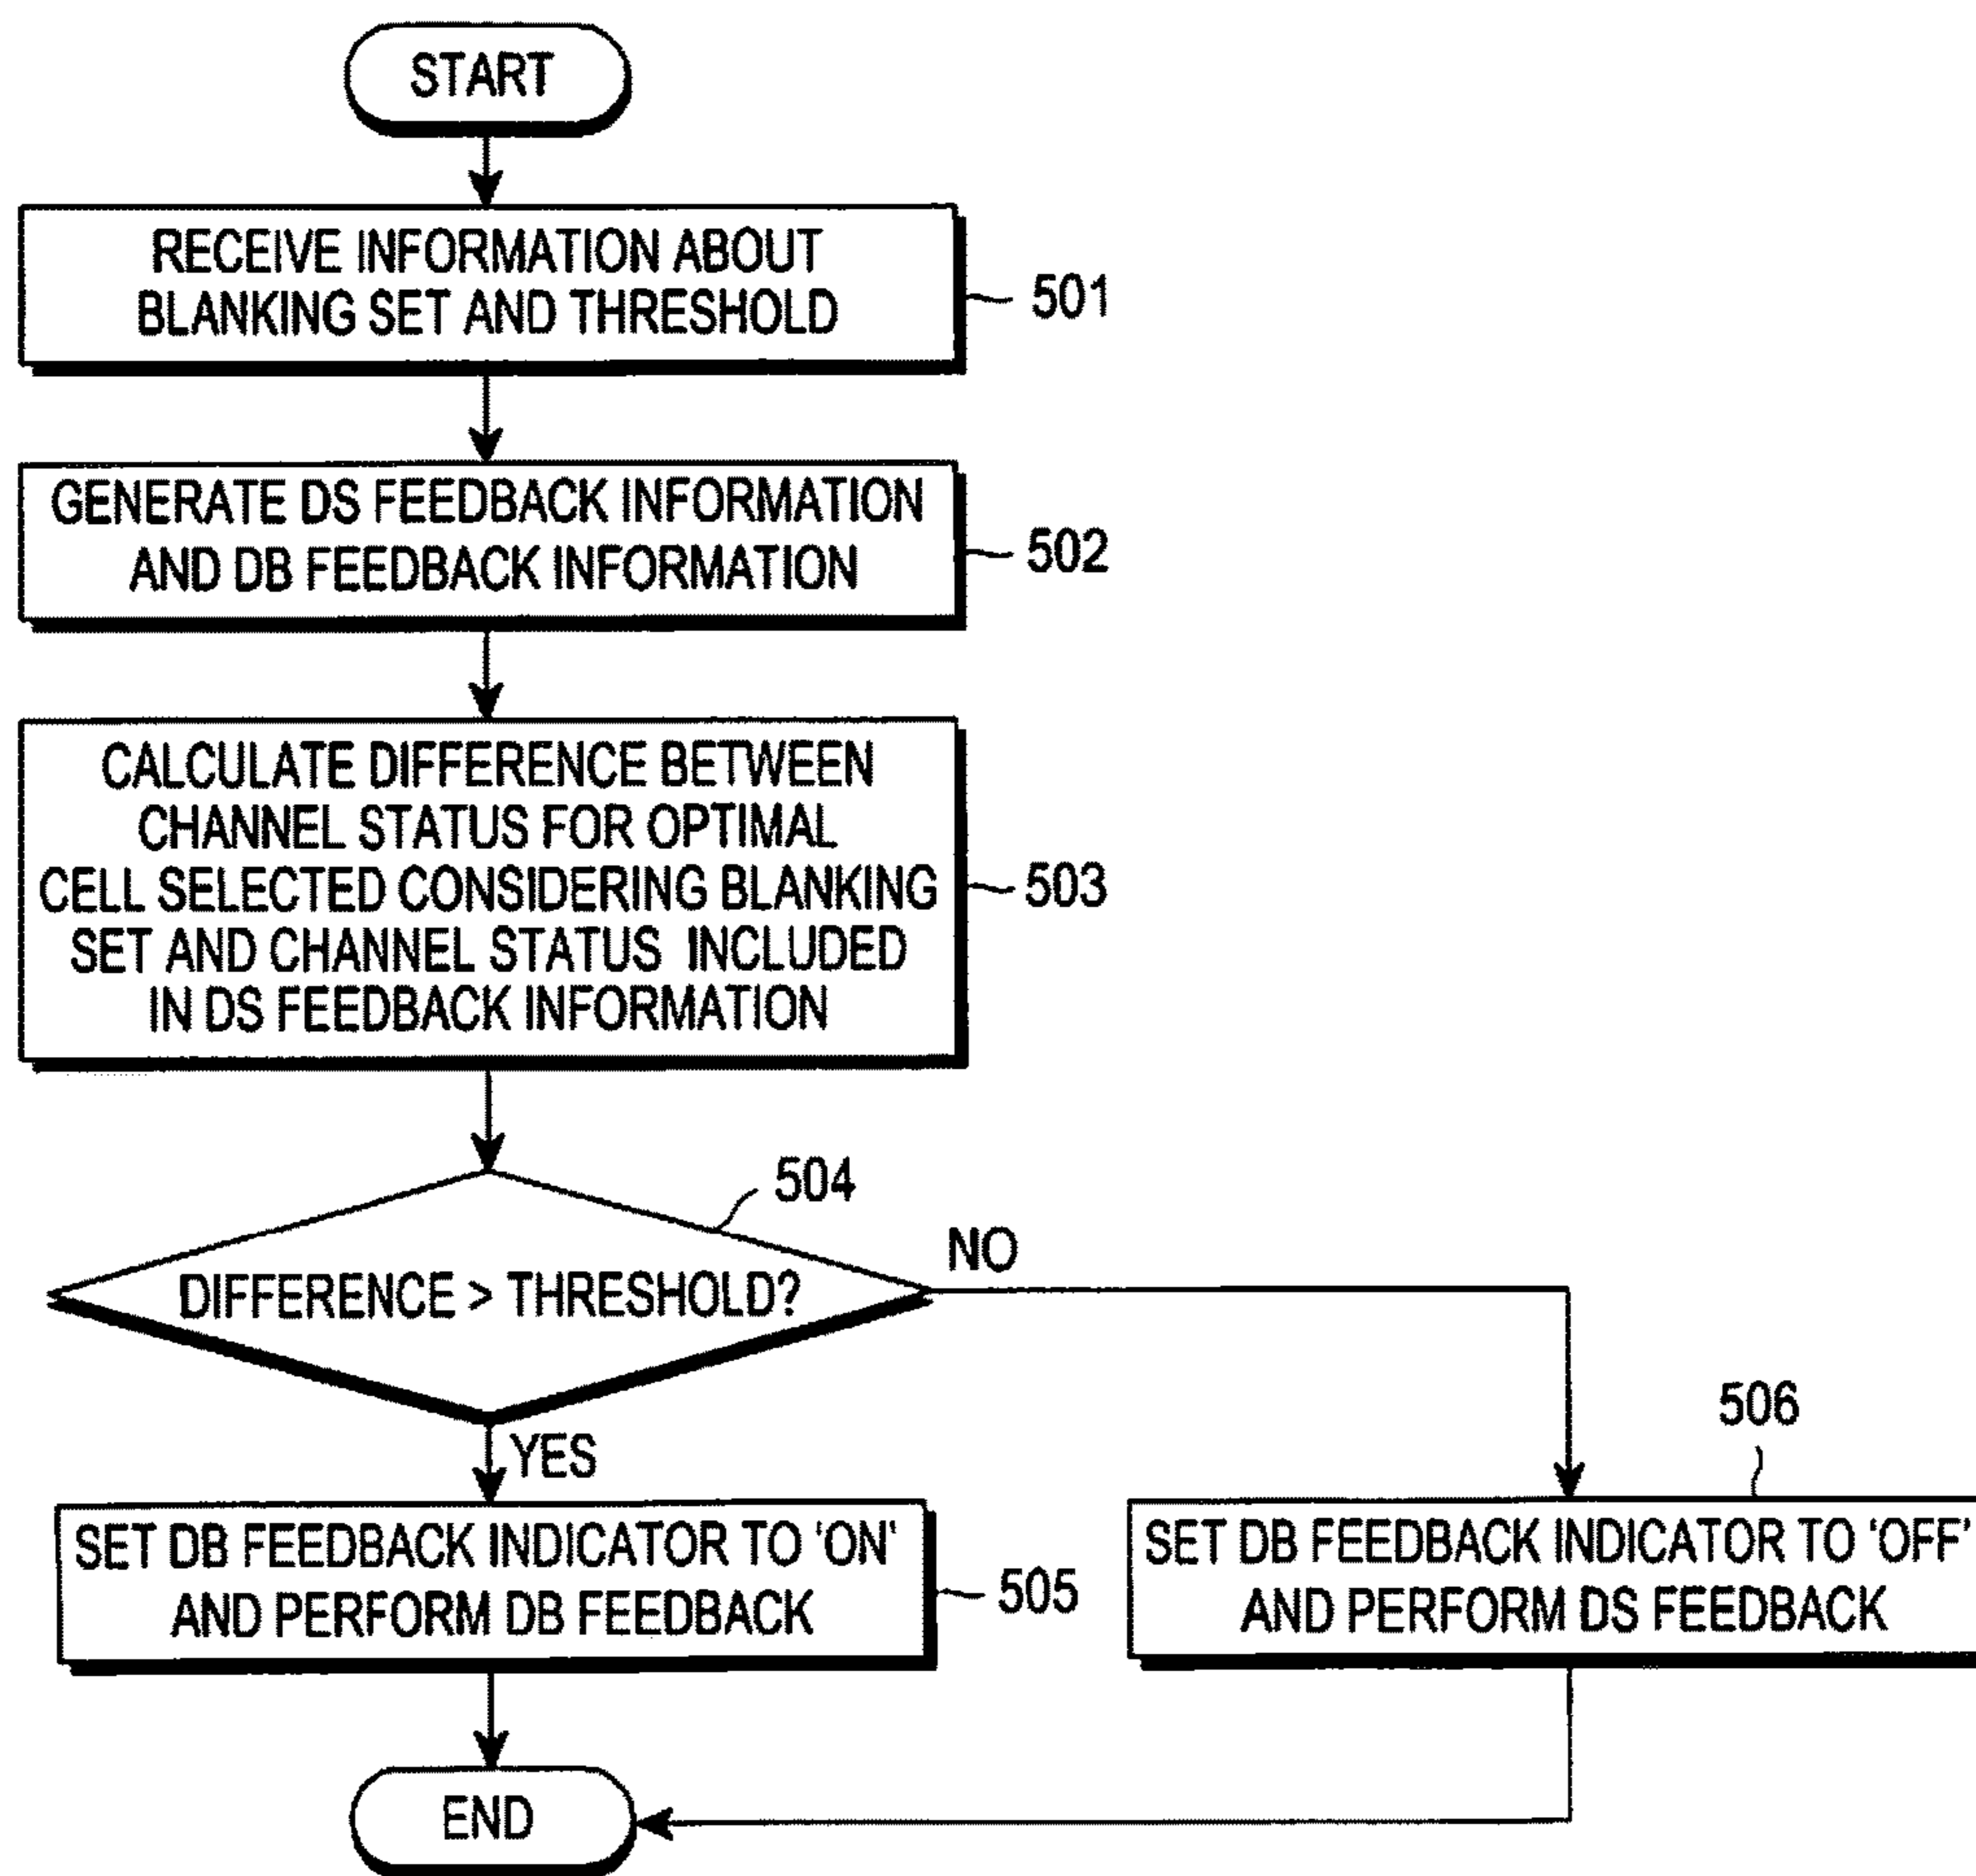 START
RECEIVE INFORMATION ABOUT
BLANKING SET AND THRESHOLD
501
GENERATE DS FEEDBACK INFORMATION
AND DB FEEDBACK INFORMATION
502
CALCULATE DIFFERENCE BETWEEN
CHANNEL STATUS FOR OPTIMAL
CELL SELECTED CONSIDERING BLANKING
SET AND CHANNEL STATUS INCLUDED
IN DS FEEDBACK INFORMATION
503
504
DIFFERENCE > THRESHOLD?
NO
YES
SET DB FEEDBACK INDICATOR TO 'ON'
AND PERFORM DB FEEDBACK
505
506
SET DB FEEDBACK INDICATOR TO 'OFF'
AND PERFORM DS FEEDBACK
END